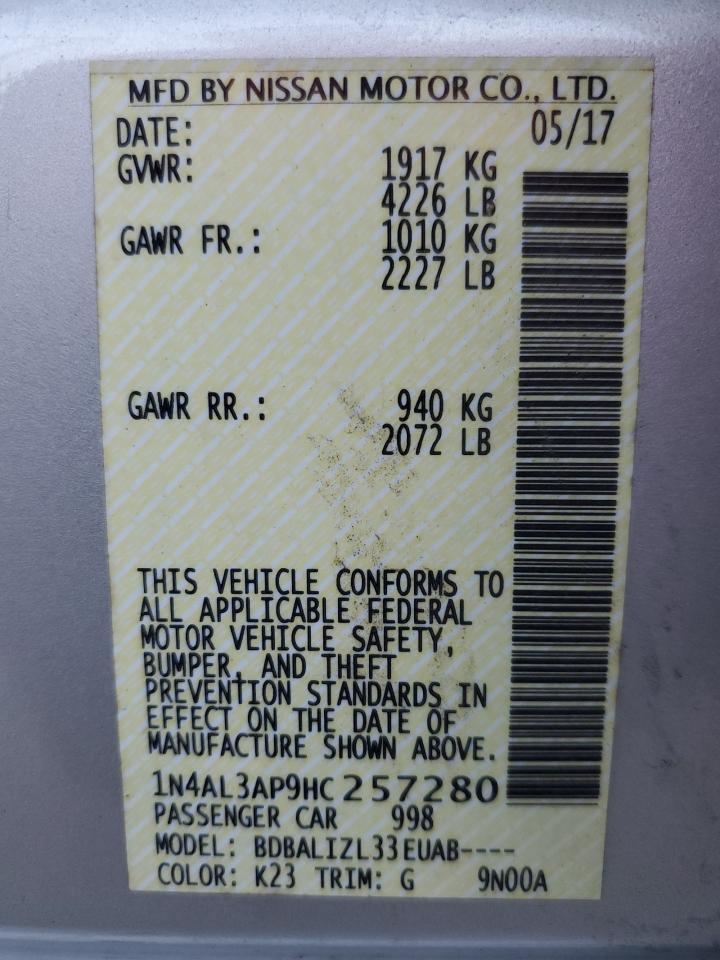 MFD BY NISSAN MOTOR CO., LTD.
DATE: 05/17
GVWR: 1917 KG
4226 LB
GAWR FR.: 1010 KG
2227 LB
GAWR RR.: 940 KG
2072 LB
THIS VEHICLE CONFORMS TO
ALL APPLICABLE FEDERAL
MOTOR VEHICLE SAFETY,
BUMPER, AND THEFT
PREVENTION STANDARDS IN
EFFECT ON THE DATE OF
MANUFACTURE SHOWN ABOVE.
1N4AL3AP9HC257280
PASSENGER CAR 998
MODEL: BDBALIZL33EUAB----
COLOR: K23 TRIM: G 9N00A